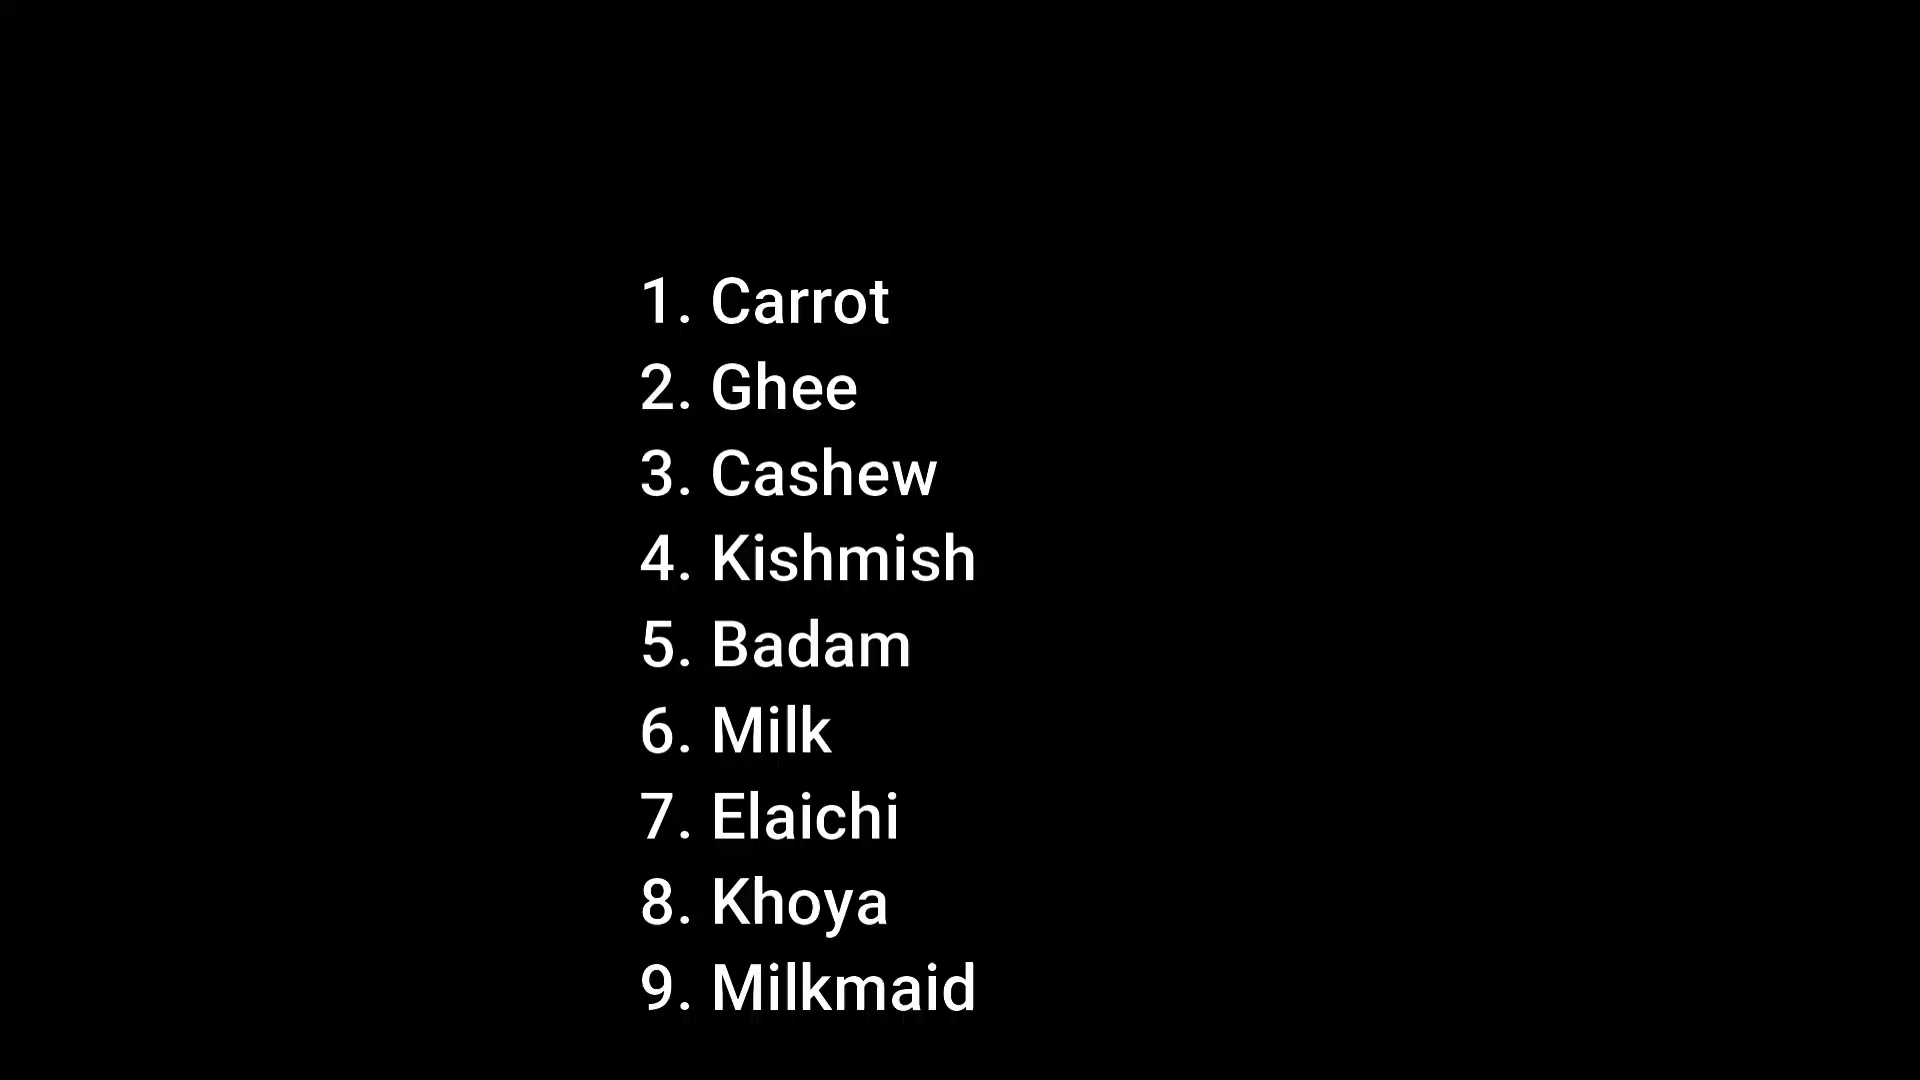 1. Carrot
2. Ghee
3. Cashew
4. Kishmish
5. Badam
6. Milk
7. Elaichi
8. Khoya
9. Milkmaid